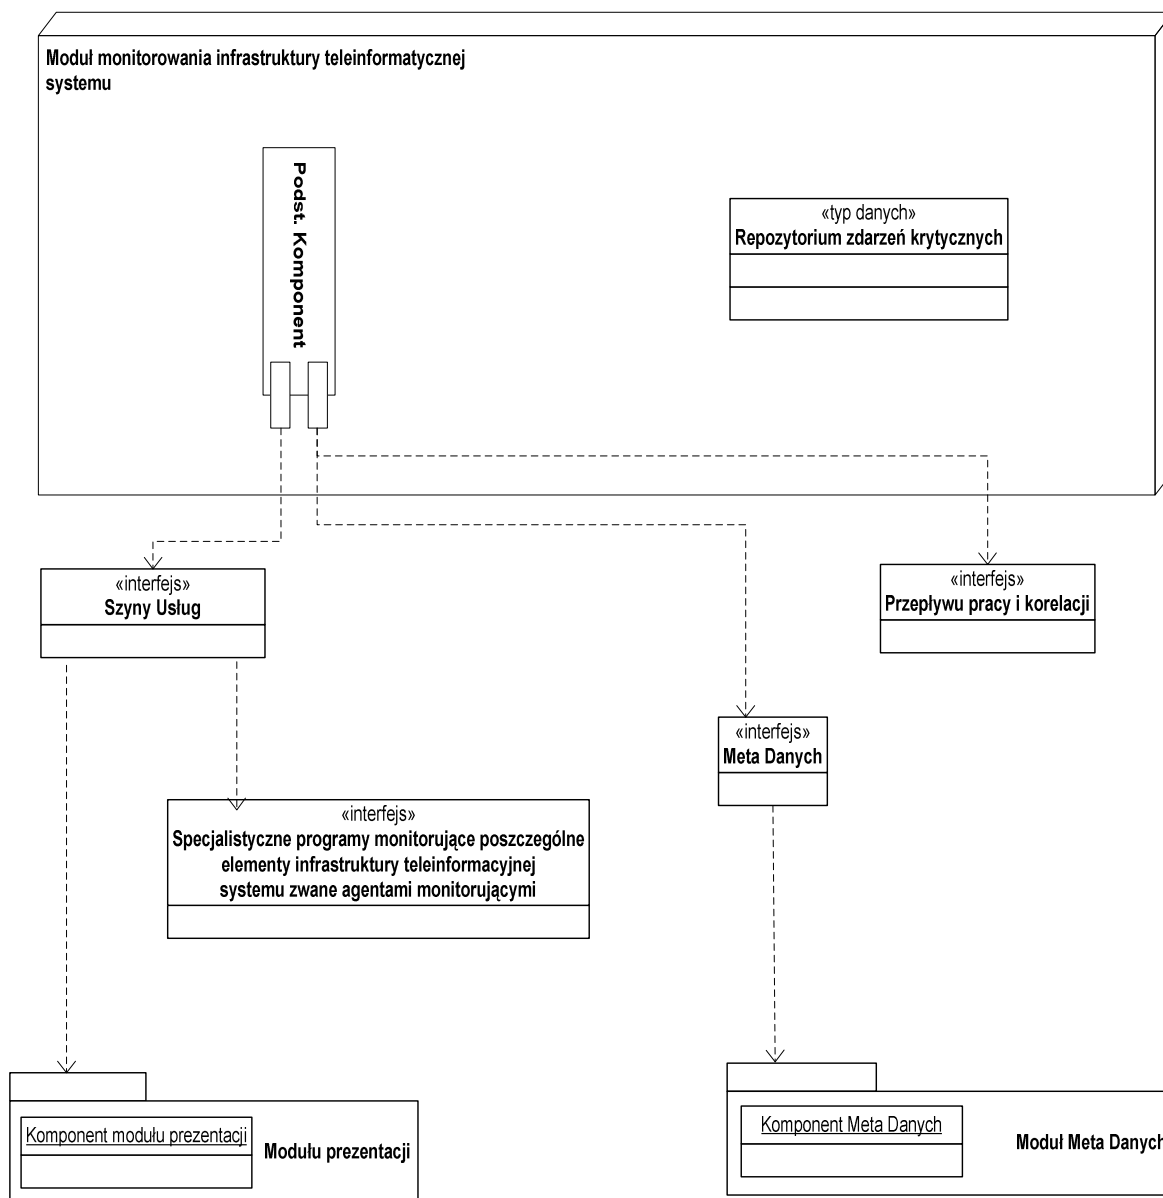 Moduł monitorowania infrastruktury teleinformatycznej
systemu
Podst. Komponent
«typ danych»
Repozytorium zdarzeń krytycznych
«interfejs»
Szyny Usług
«interfejs»
Przepływu pracy i korelacji
«interfejs»
Meta Danych
«interfejs»
Specjalistyczne programy monitorujące poszczególne
elementy infrastruktury teleinformacyjnej
systemu zwane agentami monitorującymi
Komponent modułu prezentacji
Modułu prezentacji
Komponent Meta Danych
Moduł Meta Danych